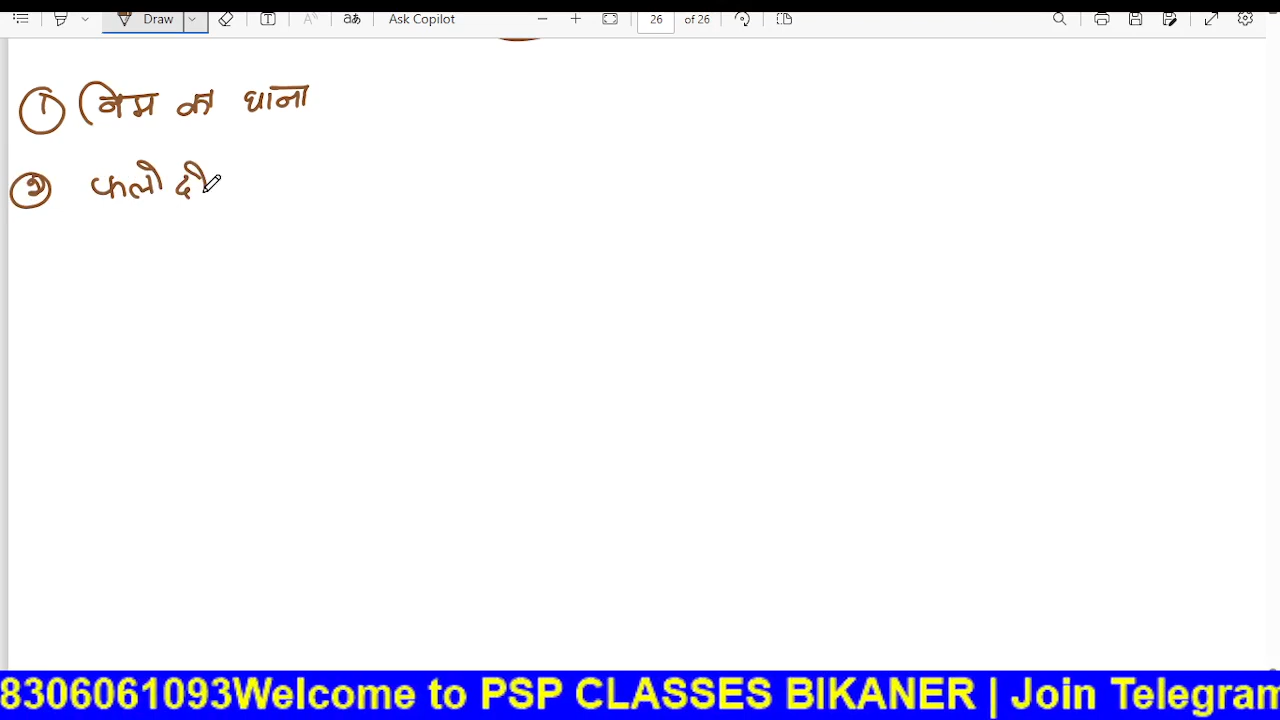 Draw Ask Copilot 26 of 26
① निम का थाना
② फलोदी
8306061093Welcome to PSP CLASSES BIKANER | Join Telegram